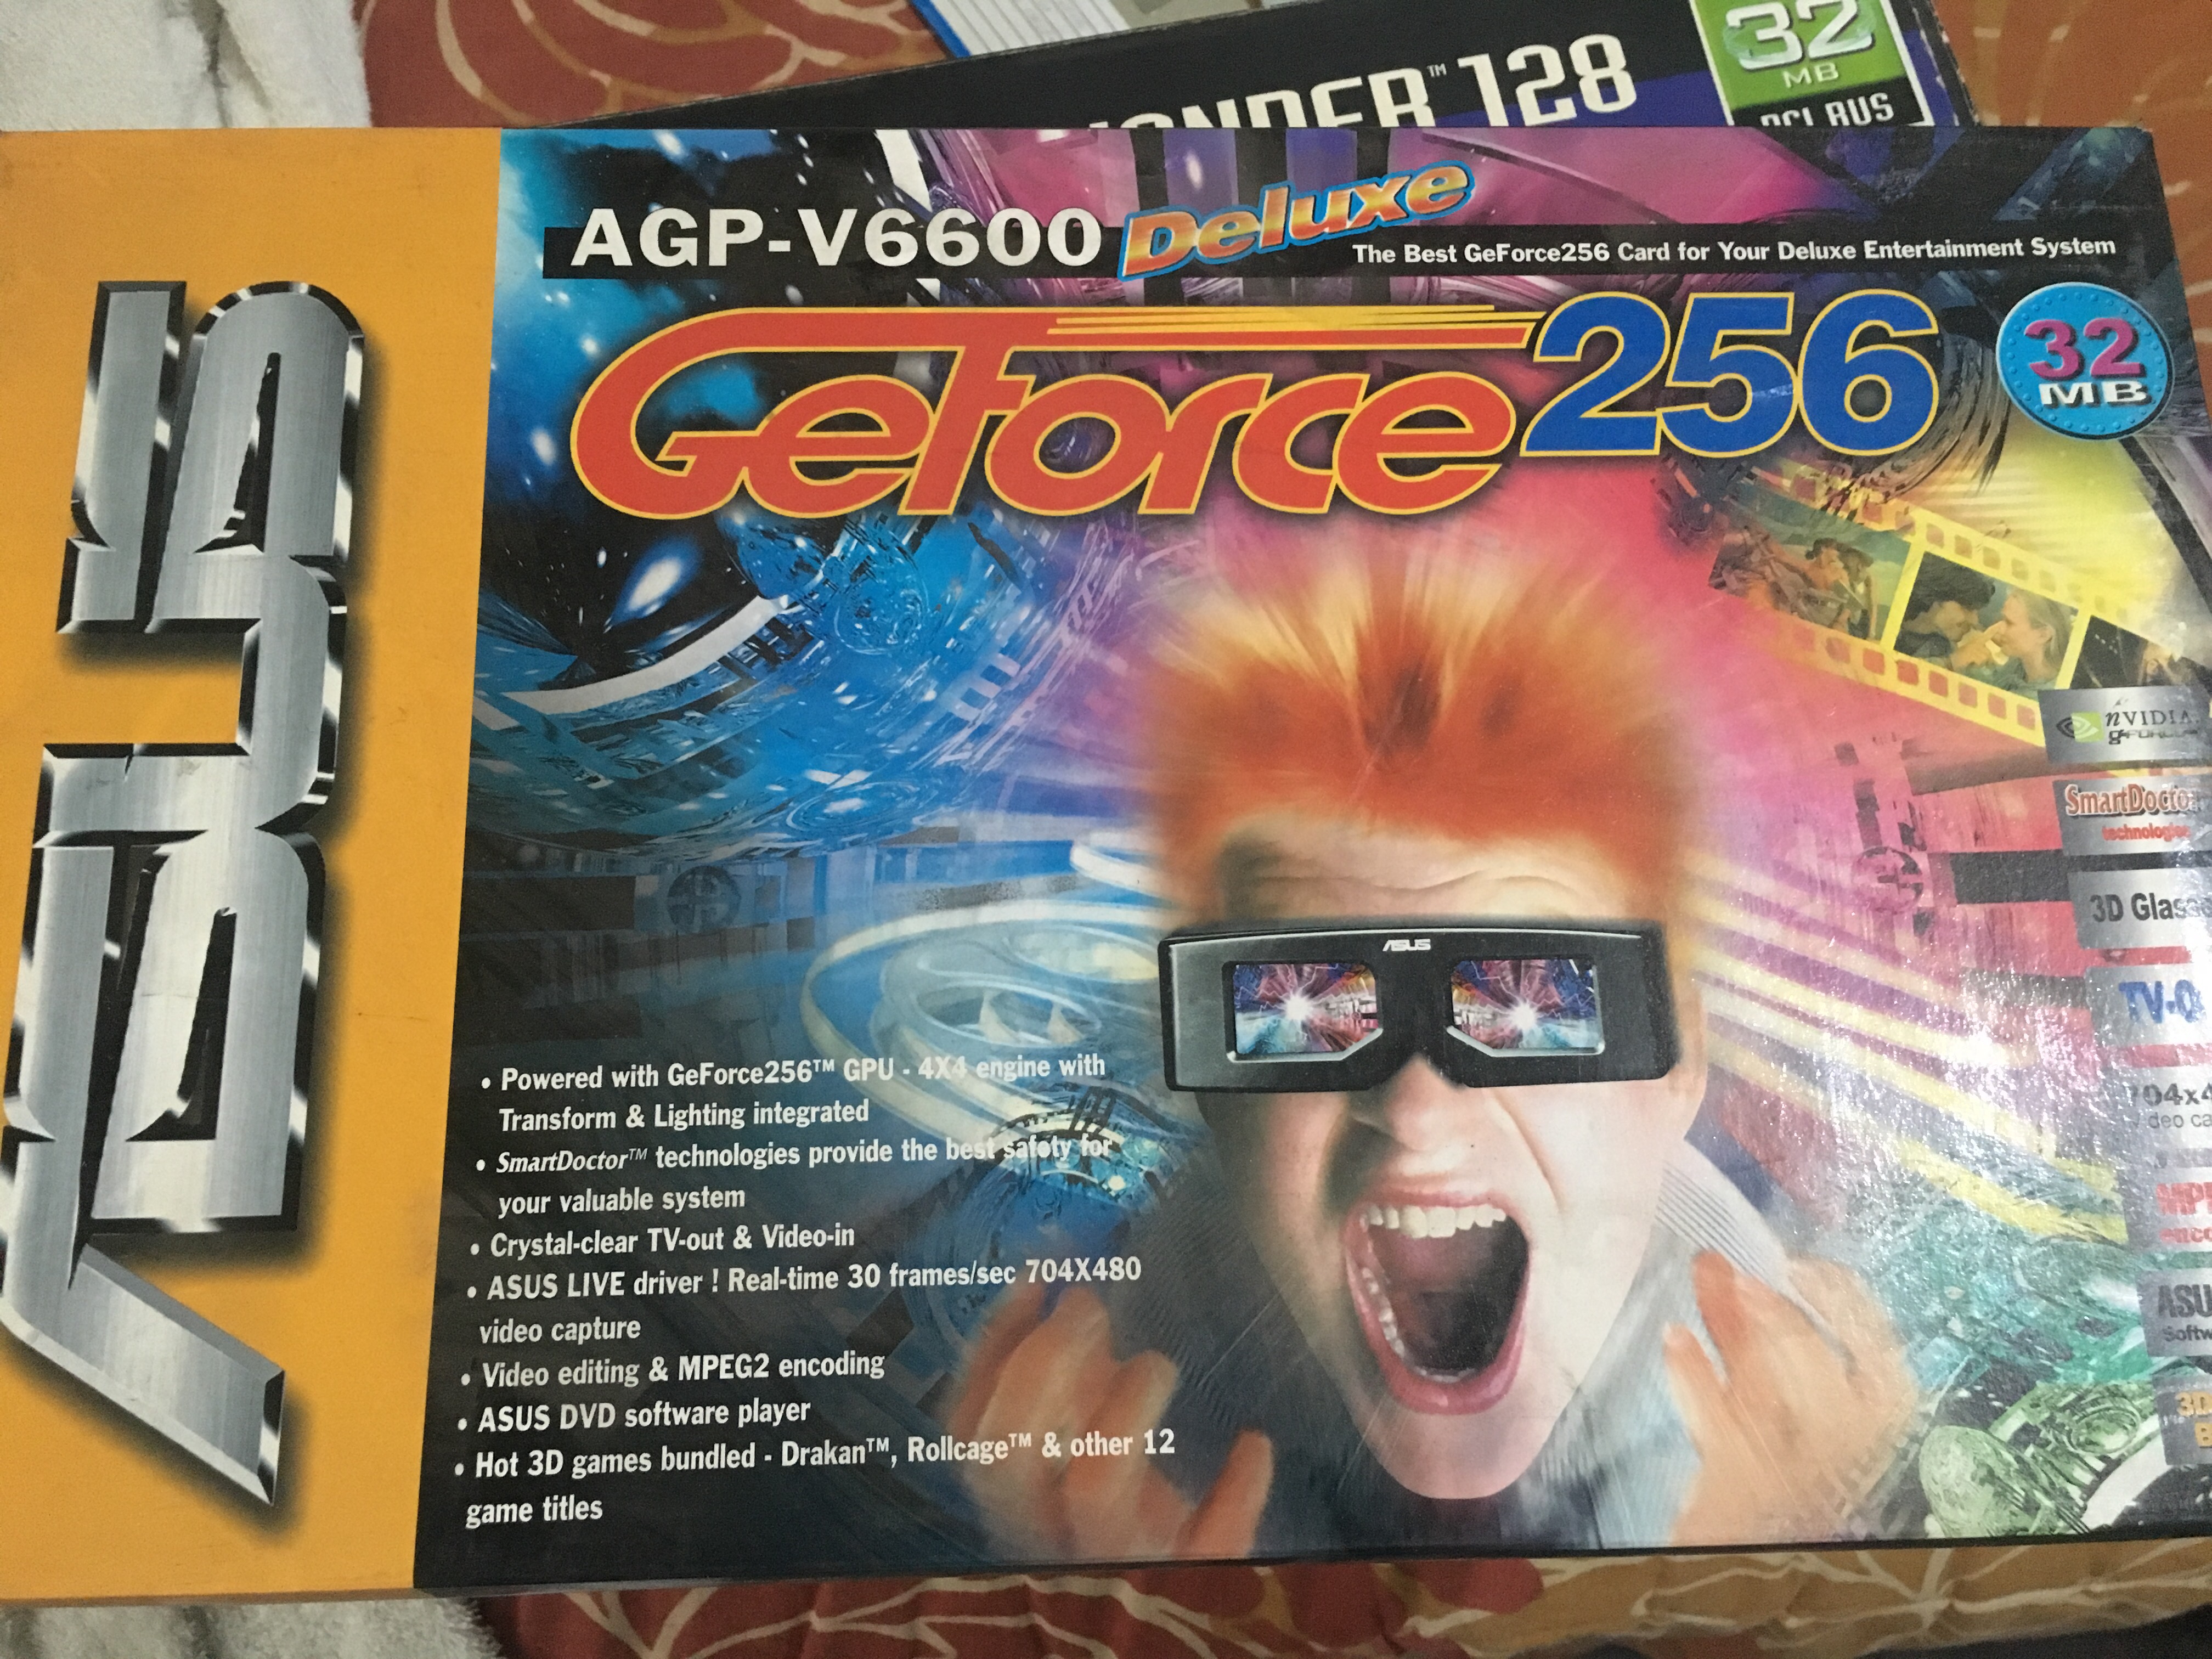 128
32
MB
ASUS
AGP-V6600 Deluxe
The Best GeForce256 Card for Your Deluxe Entertainment System
GeForce 256
32
MB
nVIDIA
SmartDoctor
technologies
3D
ASUS
• Powered with GeForce256™ GPU - 4X4 engine with
Transform & Lighting integrated
• SmartDoctor™ technologies provide the best safety for
your valuable system
• Crystal-clear TV-out & Video-in
• ASUS LIVE driver ! Real-time 30 frames/sec 704X480
video capture
• Video editing & MPEG2 encoding
• ASUS DVD software player
• Hot 3D games bundled - Drakan™, Rollcage™ & other 12
game titles